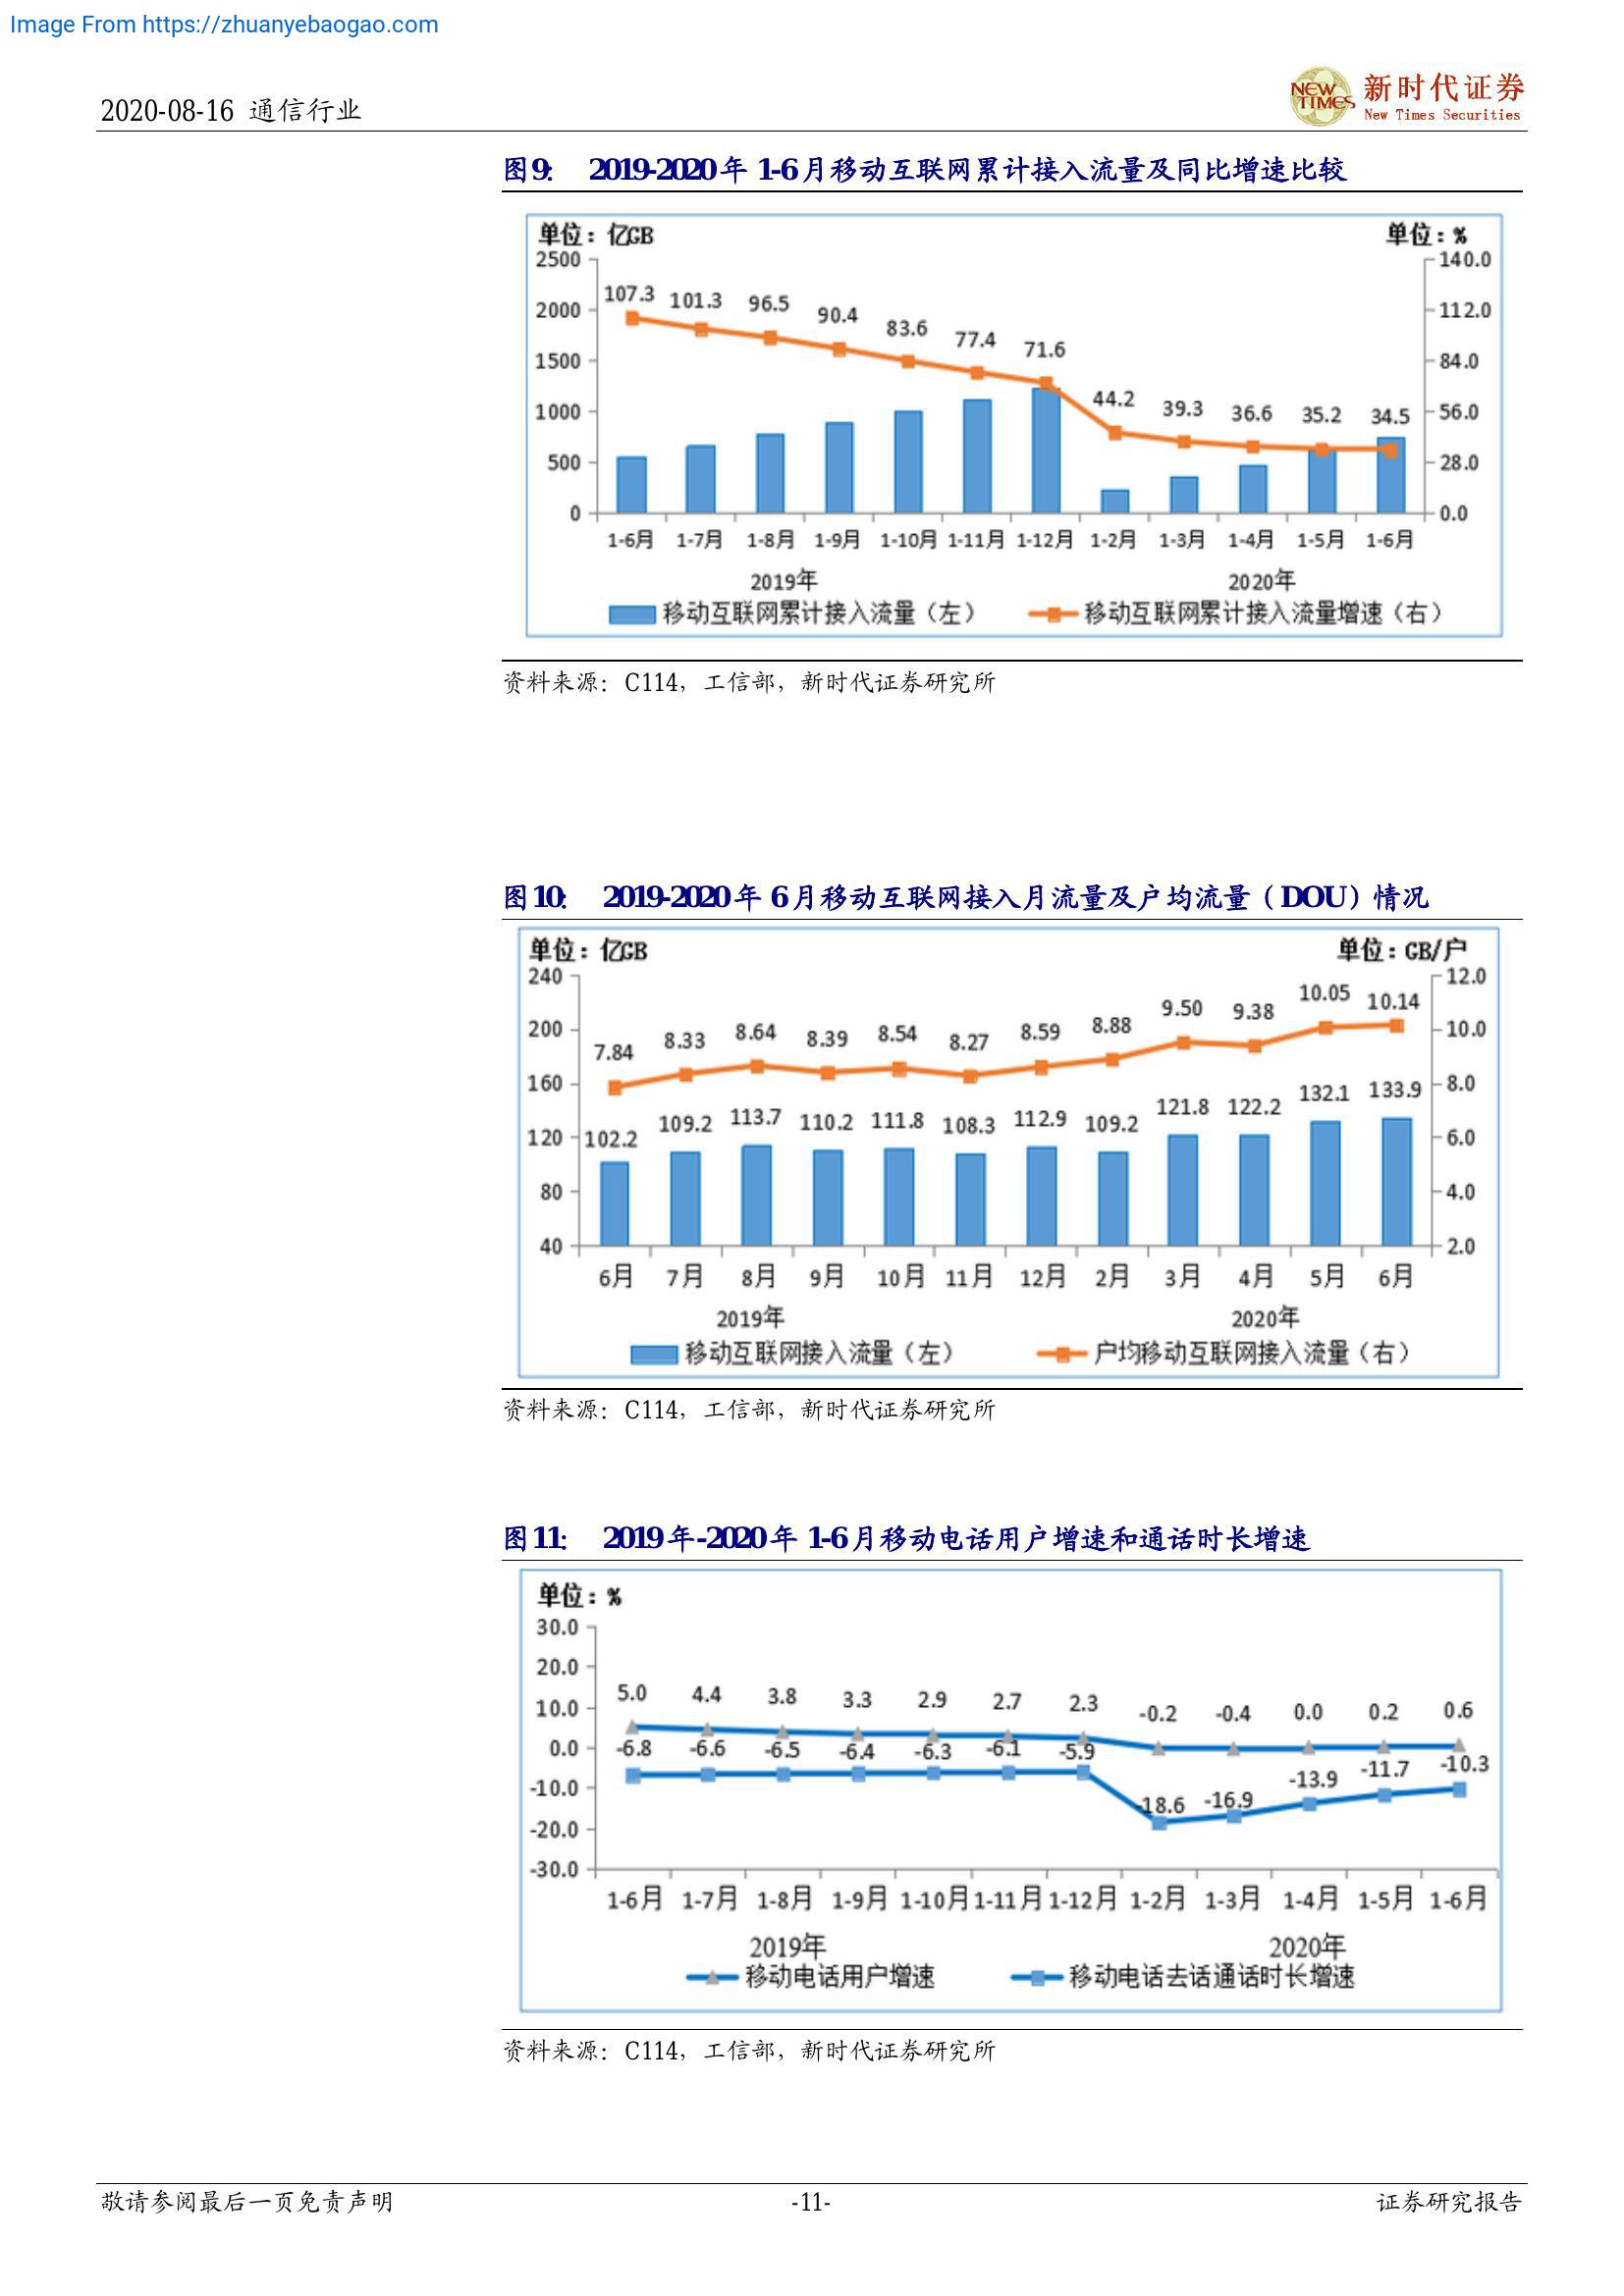 Image From https://zhuanyebaogao.com
2020-08-16 通信行业
NEW TIMES
新时代证券
New Times Securities
图9: 2019-2020年 1-6月移动互联网累计接入流量及同比增速比较
单位：亿GB 单位：%
2500 140.0
107.3 101.3 96.5 90.4 83.6 77.4 71.6 44.2 39.3 36.6 35.2 34.5
2000 112.0
1500 84.0
1000 56.0
500 28.0
0 0.0
1-6月 1-7月 1-8月 1-9月 1-10月 1-11月 1-12月 1-2月 1-3月 1-4月 1-5月 1-6月
2019年 2020年
移动互联网累计接入流量（左） 移动互联网累计接入流量增速（右）
资料来源：C114，工信部，新时代证券研究所
图10: 2019-2020年 6月移动互联网接入月流量及户均流量（DOU）情况
单位：亿GB 单位：GB/户
240 12.0
7.84 8.33 8.64 8.39 8.54 8.27 8.59 8.88 9.50 9.38 10.05 10.14
200 10.0
160 8.0
102.2 109.2 113.7 110.2 111.8 108.3 112.9 109.2 121.8 122.2 132.1 133.9
120 6.0
80 4.0
40 2.0
6月 7月 8月 9月 10月 11月 12月 2月 3月 4月 5月 6月
2019年 2020年
移动互联网接入流量（左） 户均移动互联网接入流量（右）
资料来源：C114，工信部，新时代证券研究所
图11: 2019年-2020年 1-6月移动电话用户增速和通话时长增速
单位：%
30.0
20.0
10.0
5.0 4.4 3.8 3.3 2.9 2.7 2.3 -0.2 -0.4 0.0 0.2 0.6
0.0
-6.8 -6.6 -6.5 -6.4 -6.3 -6.1 -5.9 -18.6 -16.9 -13.9 -11.7 -10.3
-10.0
-20.0
-30.0
1-6月 1-7月 1-8月 1-9月 1-10月 1-11月 1-12月 1-2月 1-3月 1-4月 1-5月 1-6月
2019年 2020年
移动电话用户增速 移动电话去话通话时长增速
资料来源：C114，工信部，新时代证券研究所
敬请参阅最后一页免责声明 -11- 证券研究报告